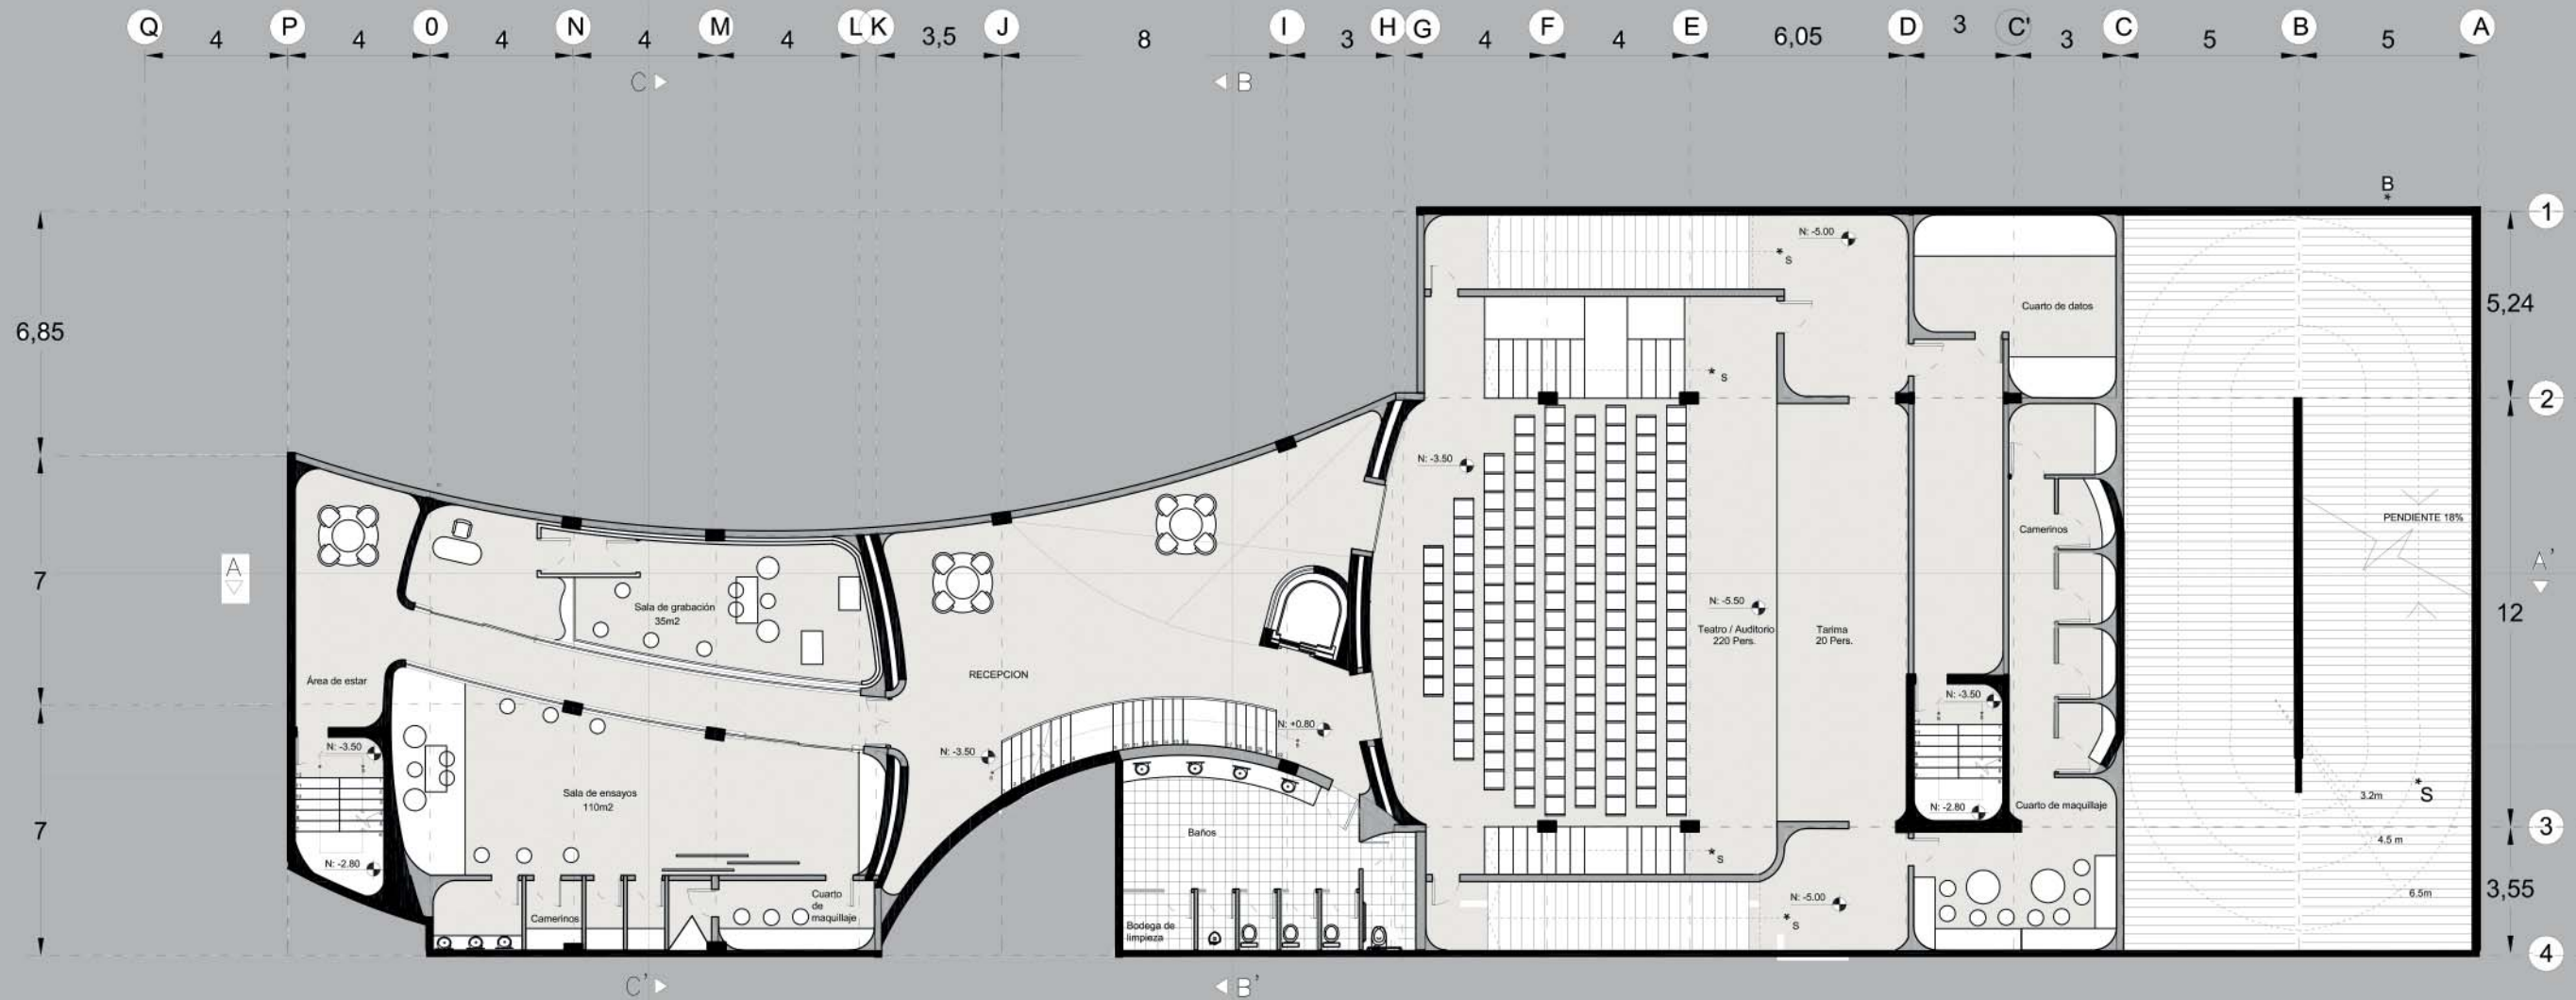 Q P 0 N M L K J I H G F E D C' C B A
4 4 4 4 4 3,5 8 3 4 4 6,05 3 3 5 5
C B
B
1
N: -5.00
S
6,85
Cuarto de datos
5,24
S
2
N: -3.50
PENDIENTE 18%
Camerinos
A
A'
7
Sala de grabación
35m2
N: -5.50
12
Teatro / Auditorio
220 Pers.
Tarima
20 Pers.
RECEPCION
Área de estar
N: -3.50
N: +0.80
N: -3.50
N: -3.50
Sala de ensayos
110m2
3.2m
S
N: -2.80
Cuarto de maquillaje
7
Baños
3
4.5 m
S
N: -2.80
Cuarto
de
maquillaje
N: -5.00
6.5m
3,55
Camerinos
Bodega de
limpieza
S
4
C' B'